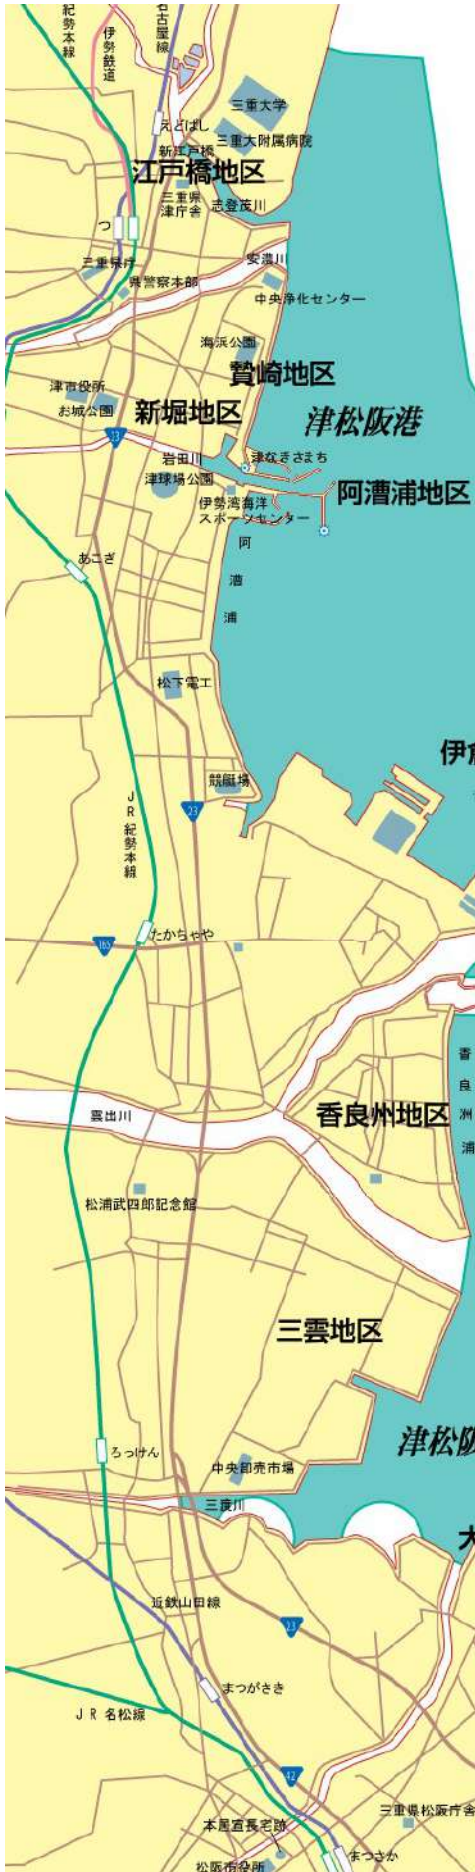 紀勢本線
伊勢鉄道
名古屋線
三重大学
えどばし
三重大附属病院
新江戸橋
江戸橋地区
三重県
津庁舎
志登茂川
つ
三重県庁
県警察本部
安濃川
中央浄化センター
海浜公園
贄崎地区
津市役所
お城公園
新堀地区
津松阪港
23
岩田川
津なぎさまち
津球場公園
阿漕浦地区
伊勢湾海洋
スポーツセンター
阿漕浦
あこぎ
松下電工
競艇場
JR紀勢本線
23
たかちゃや
165
香良洲浦
雲出川
香良州地区
松浦武四郎記念館
三雲地区
ろっけん
中央卸売市場
三渡川
近鉄山田線
23
まつがさき
JR 名松線
42
三重県松阪庁舎
本居宣長宅跡
まつさか
松阪市役所